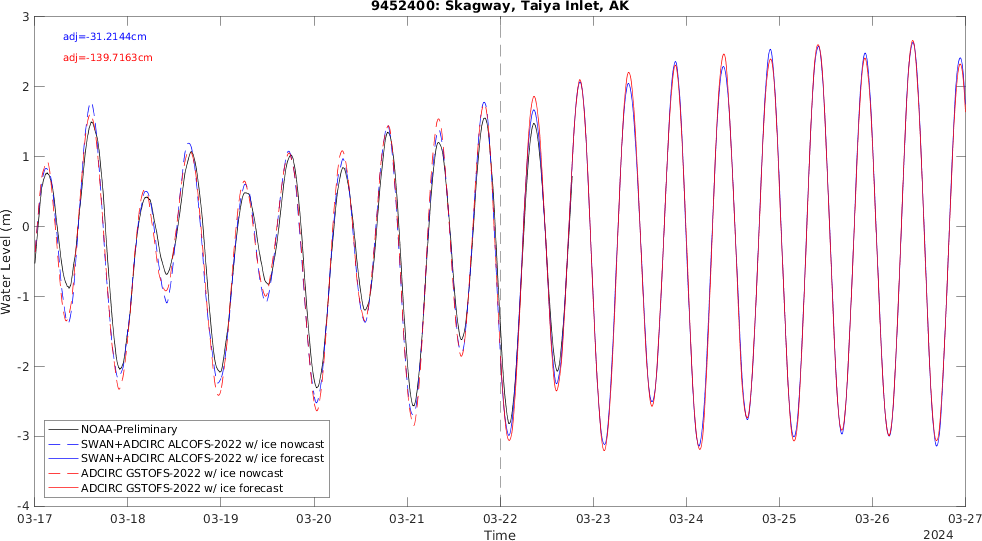 9452400: Skagway, Taiya Inlet, AK
adj=-31.2144cm
adj=-139.7163cm
3
2
1
0
-1
-2
-3
-4
Water Level (m)
NOAA-Preliminary
SWAN+ADCIRC ALCOFS-2022 w/ ice nowcast
SWAN+ADCIRC ALCOFS-2022 w/ ice forecast
ADCIRC GSTOFS-2022 w/ ice nowcast
ADCIRC GSTOFS-2022 w/ ice forecast
03-17 03-18 03-19 03-20 03-21 03-22 03-23 03-24 03-25 03-26 03-27
Time
2024